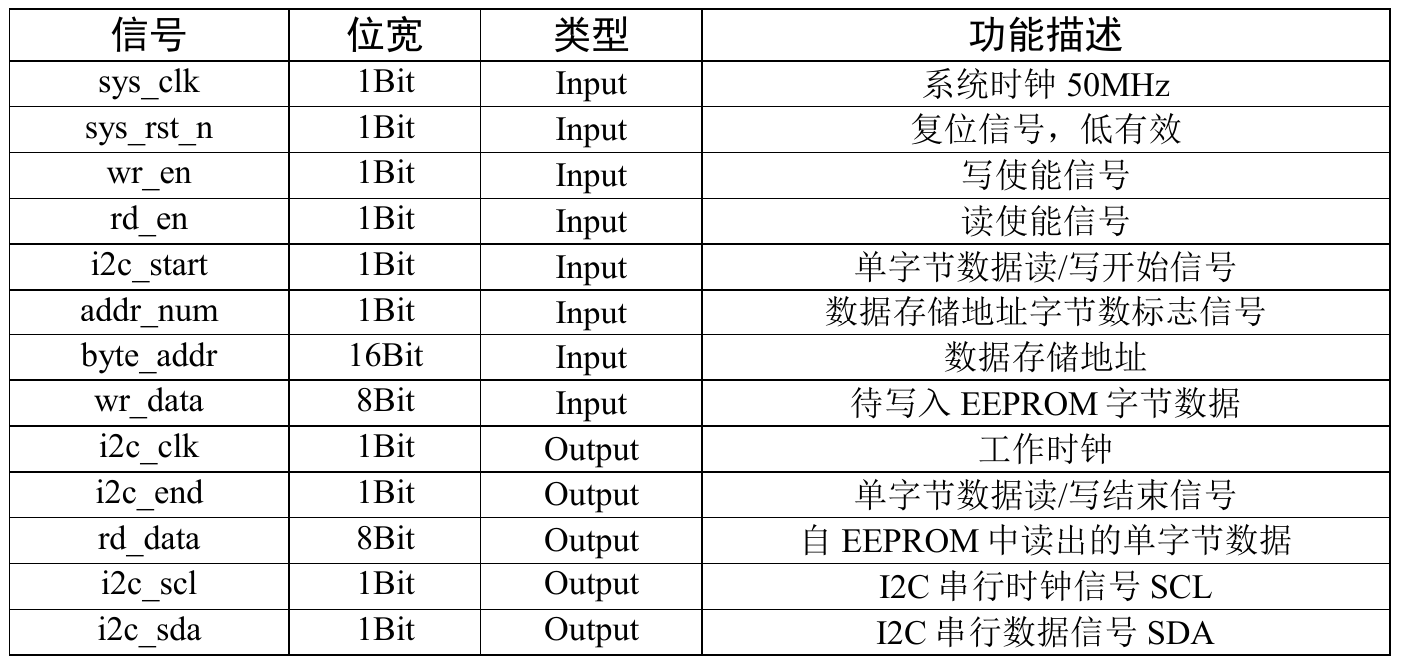 信号 位宽 类型 功能描述
sys_clk 1Bit Input 系统时钟 50MHz
sys_rst_n 1Bit Input 复位信号，低有效
wr_en 1Bit Input 写使能信号
rd_en 1Bit Input 读使能信号
i2c_start 1Bit Input 单字节数据读/写开始信号
addr_num 1Bit Input 数据存储地址字节数标志信号
byte_addr 16Bit Input 数据存储地址
wr_data 8Bit Input 待写入 EEPROM 字节数据
i2c_clk 1Bit Output 工作时钟
i2c_end 1Bit Output 单字节数据读/写结束信号
rd_data 8Bit Output 自 EEPROM 中读出的单字节数据
i2c_scl 1Bit Output I2C 串行时钟信号 SCL
i2c_sda 1Bit Output I2C 串行数据信号 SDA